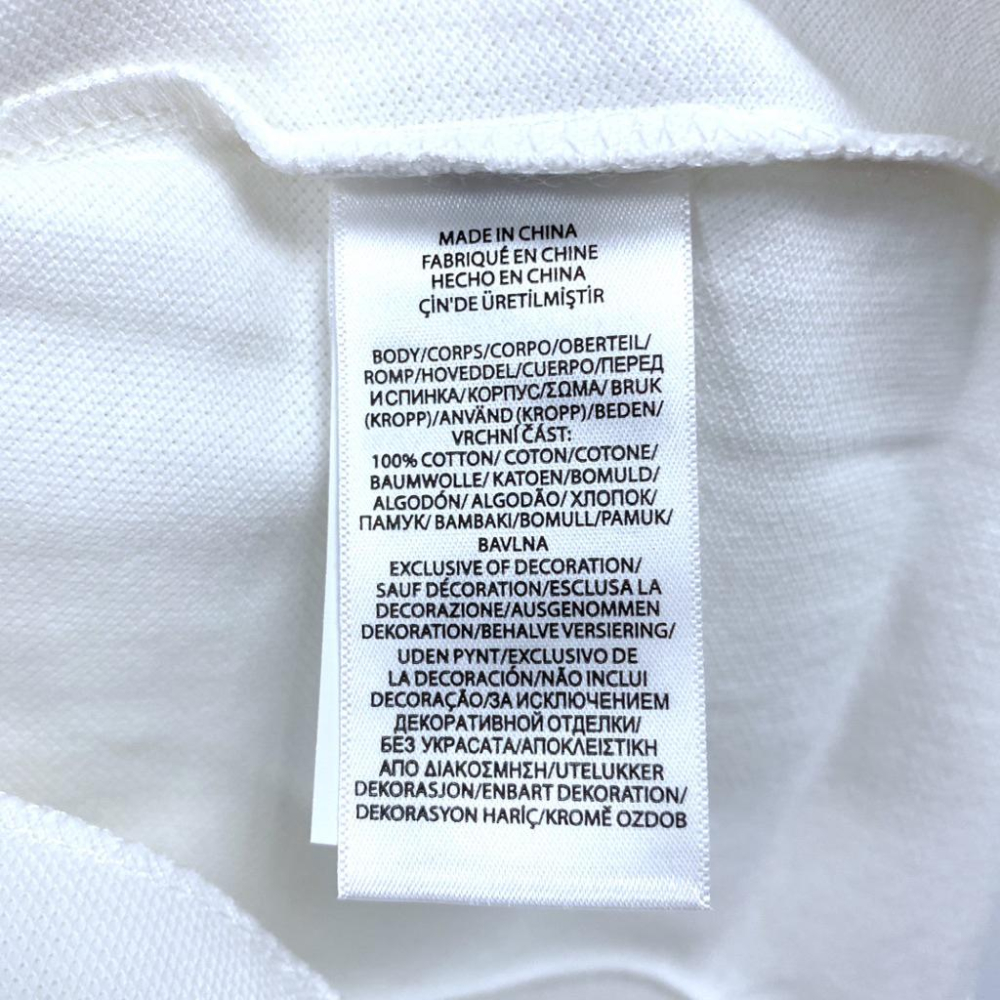 MADE IN CHINA
FABRIQUÉ EN CHINE
HECHO EN CHINA
ÇİN'DE ÜRETİLMİŞTİR
BODY/CORPS/CORPO/OBERTEIL/
ROMP/HOVEDDEL/CUERPO/ПЕРЕД
И СПИНКА/КОРПУС/ΣΩΜΑ/ BRUK
(KROPP)/ANVÄND (KROPP)/BEDEN/
VRCHNÍ ČÁST:
100% COTTON/ COTON/COTONE/
BAUMWOLLE/ KATOEN/BOMULD/
ALGODÓN/ ALGODÃO/ ХЛОПОК/
ПАМУК/ ΒΑΜΒΑΚΙ/BOMULL/PAMUK/
BAVLNA
EXCLUSIVE OF DECORATION/
SAUF DÉCORATION/ESCLUSA LA
DECORAZIONE/AUSGENOMMEN
DEKORATION/BEHALVE VERSIERING/
UDEN PYNT/EXCLUSIVO DE
LA DECORACIÓN/NÃO INCLUI
DECORAÇÃO/ЗА ИСКЛЮЧЕНИЕМ
ДЕКОРАТИВНОЙ ОТДЕЛКИ/
БЕЗ УКРАСАТА/ΑΠΟΚΛΕΙΣΤΙΚΗ
ΑΠΟ ΔΙΑΚΟΣΜΗΣΗ/UTELUKKER
DEKORASJON/ENBART DEKORATION/
DEKORASYON HARİÇ/KROMĚ OZDOB